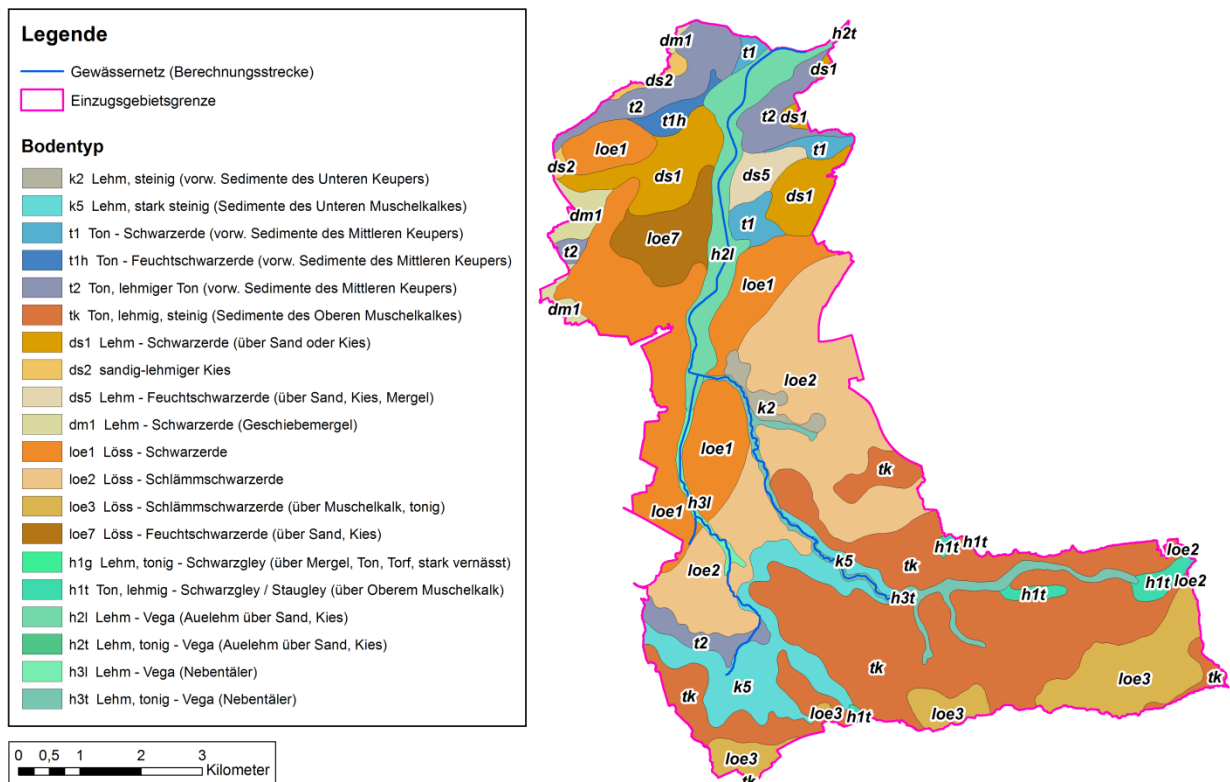 Legende
Gewässernetz (Berechnungsstrecke)
Einzugsgebietsgrenze
Bodentyp
k2 Lehm, steinig (vorw. Sedimente des Unteren Keupers)
k5 Lehm, stark steinig (Sedimente des Unteren Muschelkalkes)
t1 Ton - Schwarzerde (vorw. Sedimente des Mittleren Keupers)
t1h Ton - Feuchtschwarzerde (vorw. Sedimente des Mittleren Keupers)
t2 Ton, lehmiger Ton (vorw. Sedimente des Mittleren Keupers)
tk Ton, lehmig, steinig (Sedimente des Oberen Muschelkalkes)
ds1 Lehm - Schwarzerde (über Sand oder Kies)
ds2 sandig-lehmiger Kies
ds5 Lehm - Feuchtschwarzerde (über Sand, Kies, Mergel)
dm1 Lehm - Schwarzerde (Geschiebemergel)
loe1 Löss - Schwarzerde
loe2 Löss - Schlämmschwarzerde
loe3 Löss - Schlämmschwarzerde (über Muschelkalk, tonig)
loe7 Löss - Feuchtschwarzerde (über Sand, Kies)
h1g Lehm, tonig - Schwarzgley (über Mergel, Ton, Torf, stark vernässt)
h1t Ton, lehmig - Schwarzgley / Staugley (über Oberem Muschelkalk)
h2l Lehm - Vega (Auelehm über Sand, Kies)
h2t Lehm, tonig - Vega (Auelehm über Sand, Kies)
h3l Lehm - Vega (Nebentäler)
h3t Lehm, tonig - Vega (Nebentäler)
0 0,5 1 2 3
Kilometer
h2t
dm1
t1
ds1
ds2
t2
t2
ds1
t1h
loe1
t1
ds2
ds1
ds5
ds1
dm1
t1
loe7
t2
h2l
loe1
dm1
loe2
k2
loe1
tk
h3l
loe1
h1t
h1t
loe2
k5
tk
loe2
h1t
loe2
h1t
h3t
t2
tk
k5
tk
loe3
tk
loe3
h1t
loe3
loe3
tk